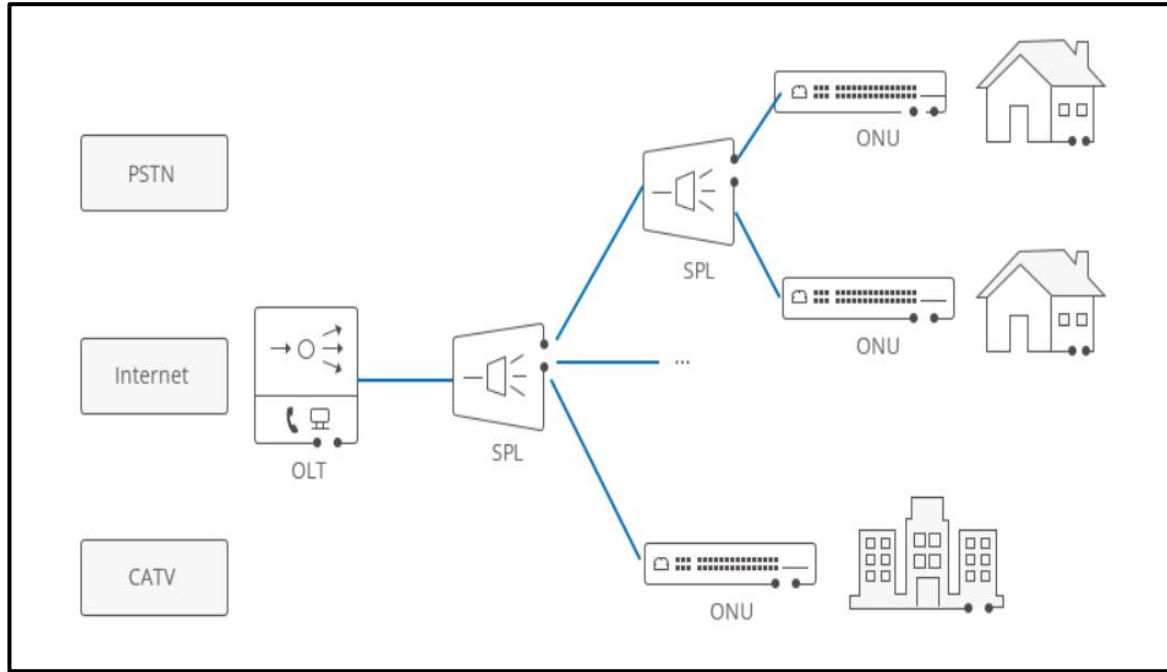 ONU
PSTN
SPL
Internet
ONU
...
OLT
SPL
CATV
ONU